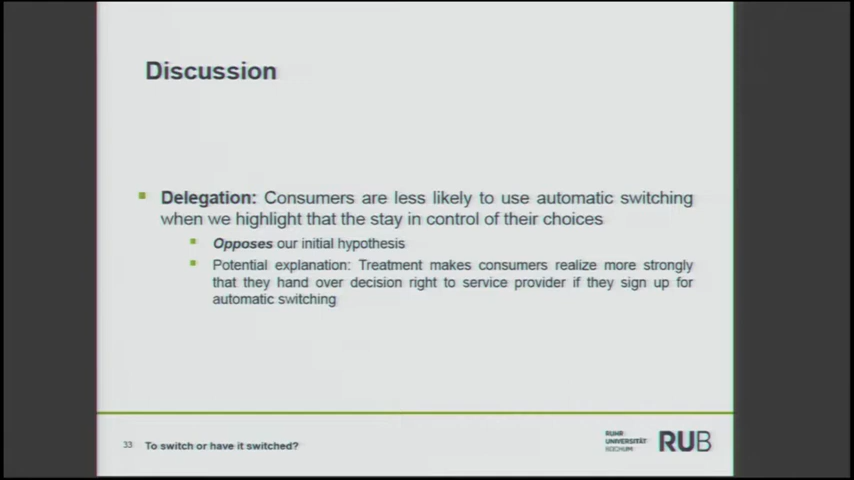 Discussion
Delegation: Consumers are less likely to use automatic switching
when we highlight that the stay in control of their choices
Opposes our initial hypothesis
Potential explanation: Treatment makes consumers realize more strongly
that they hand over decision right to service provider if they sign up for
automatic switching
33 To switch or have it switched?
RUHR
UNIVERSITÄT
BOCHUM
RUB